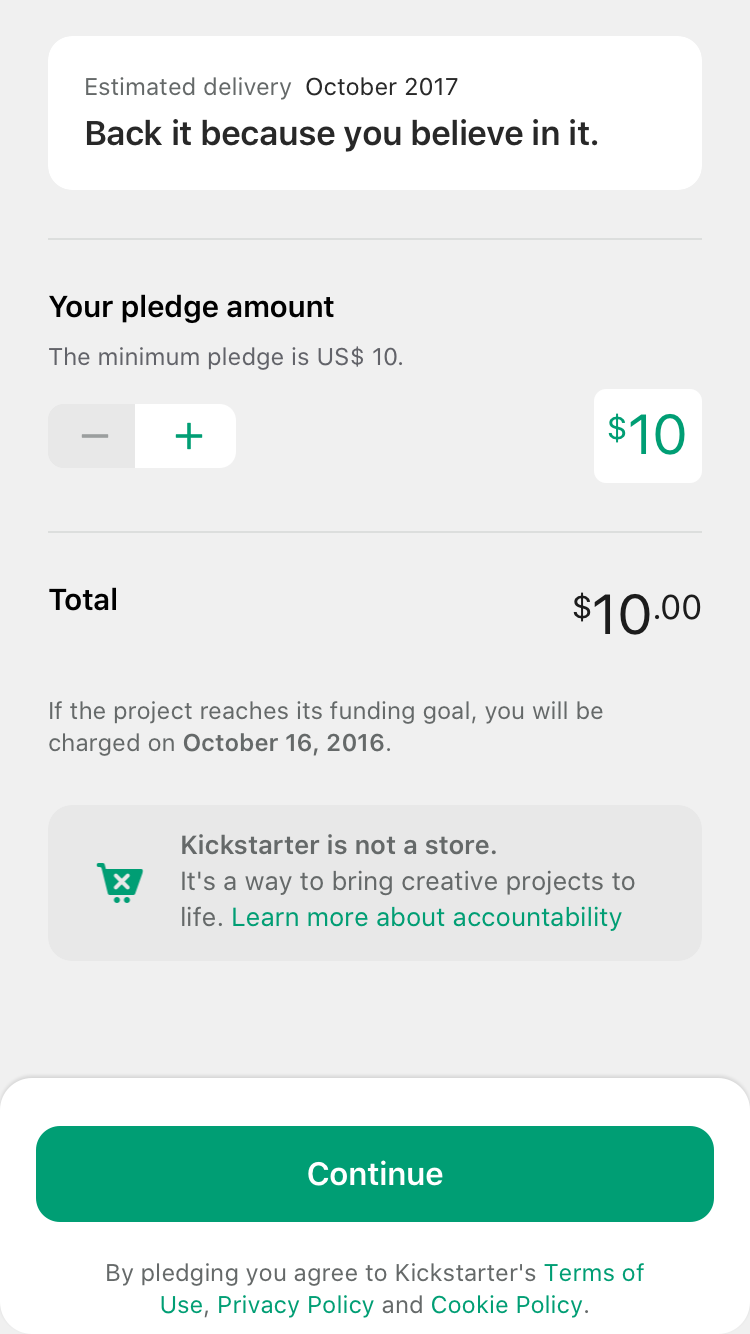 Estimated delivery October 2017
Back it because you believe in it.
Your pledge amount
The minimum pledge is US$ 10.
$10
Total
$10.00
If the project reaches its funding goal, you will be
charged on October 16, 2016.
Kickstarter is not a store.
It's a way to bring creative projects to
life. Learn more about accountability
Continue
By pledging you agree to Kickstarter's Terms of
Use, Privacy Policy and Cookie Policy.